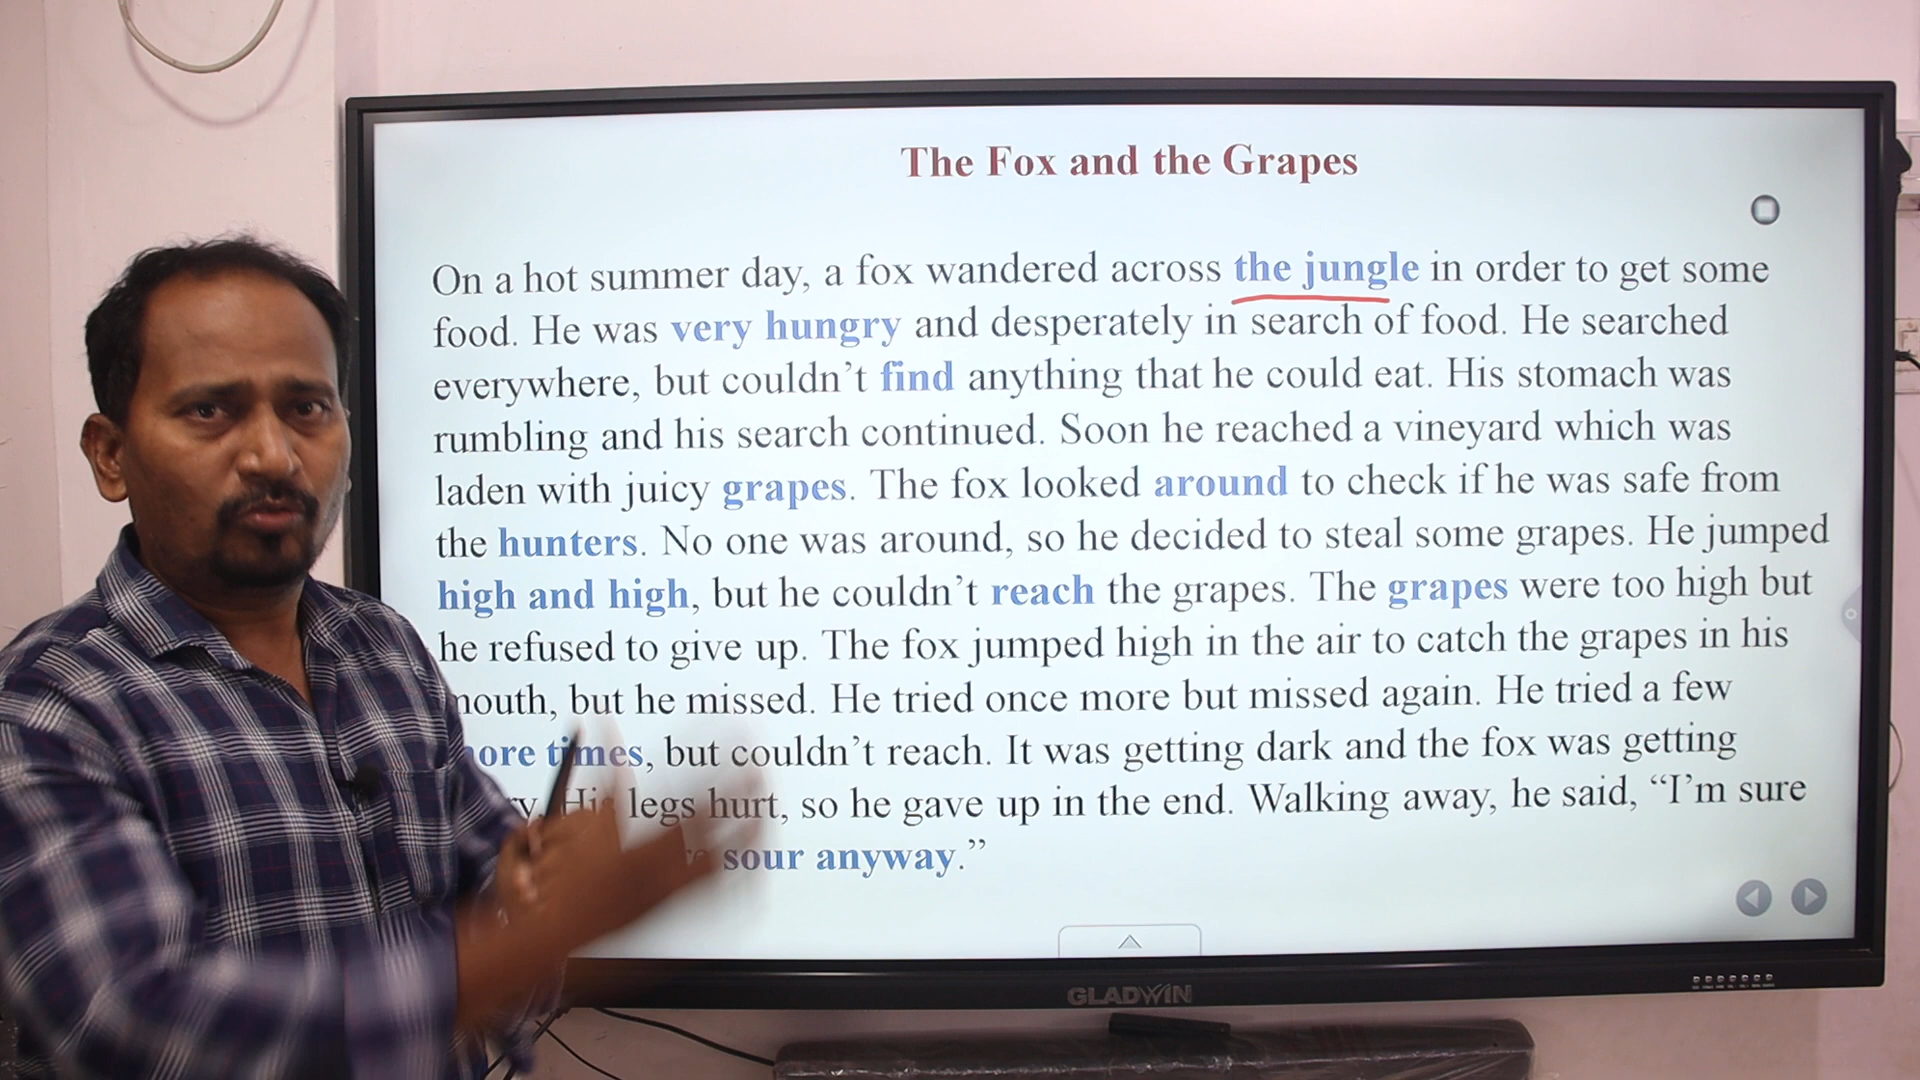 The Fox and the Grapes
On a hot summer day, a fox wandered across the jungle in order to get some
food. He was very hungry and desperately in search of food. He searched
everywhere, but couldn’t find anything that he could eat. His stomach was
rumbling and his search continued. Soon he reached a vineyard which was
laden with juicy grapes. The fox looked around to check if he was safe from
the hunters. No one was around, so he decided to steal some grapes. He jumped
high and high, but he couldn’t reach the grapes. The grapes were too high but
he refused to give up. The fox jumped high in the air to catch the grapes in his
mouth, but he missed. He tried once more but missed again. He tried a few
more times, but couldn’t reach. It was getting dark and the fox was getting
His legs hurt, so he gave up in the end. Walking away, he said, “I’m sure
sour anyway.”
GLADWIN